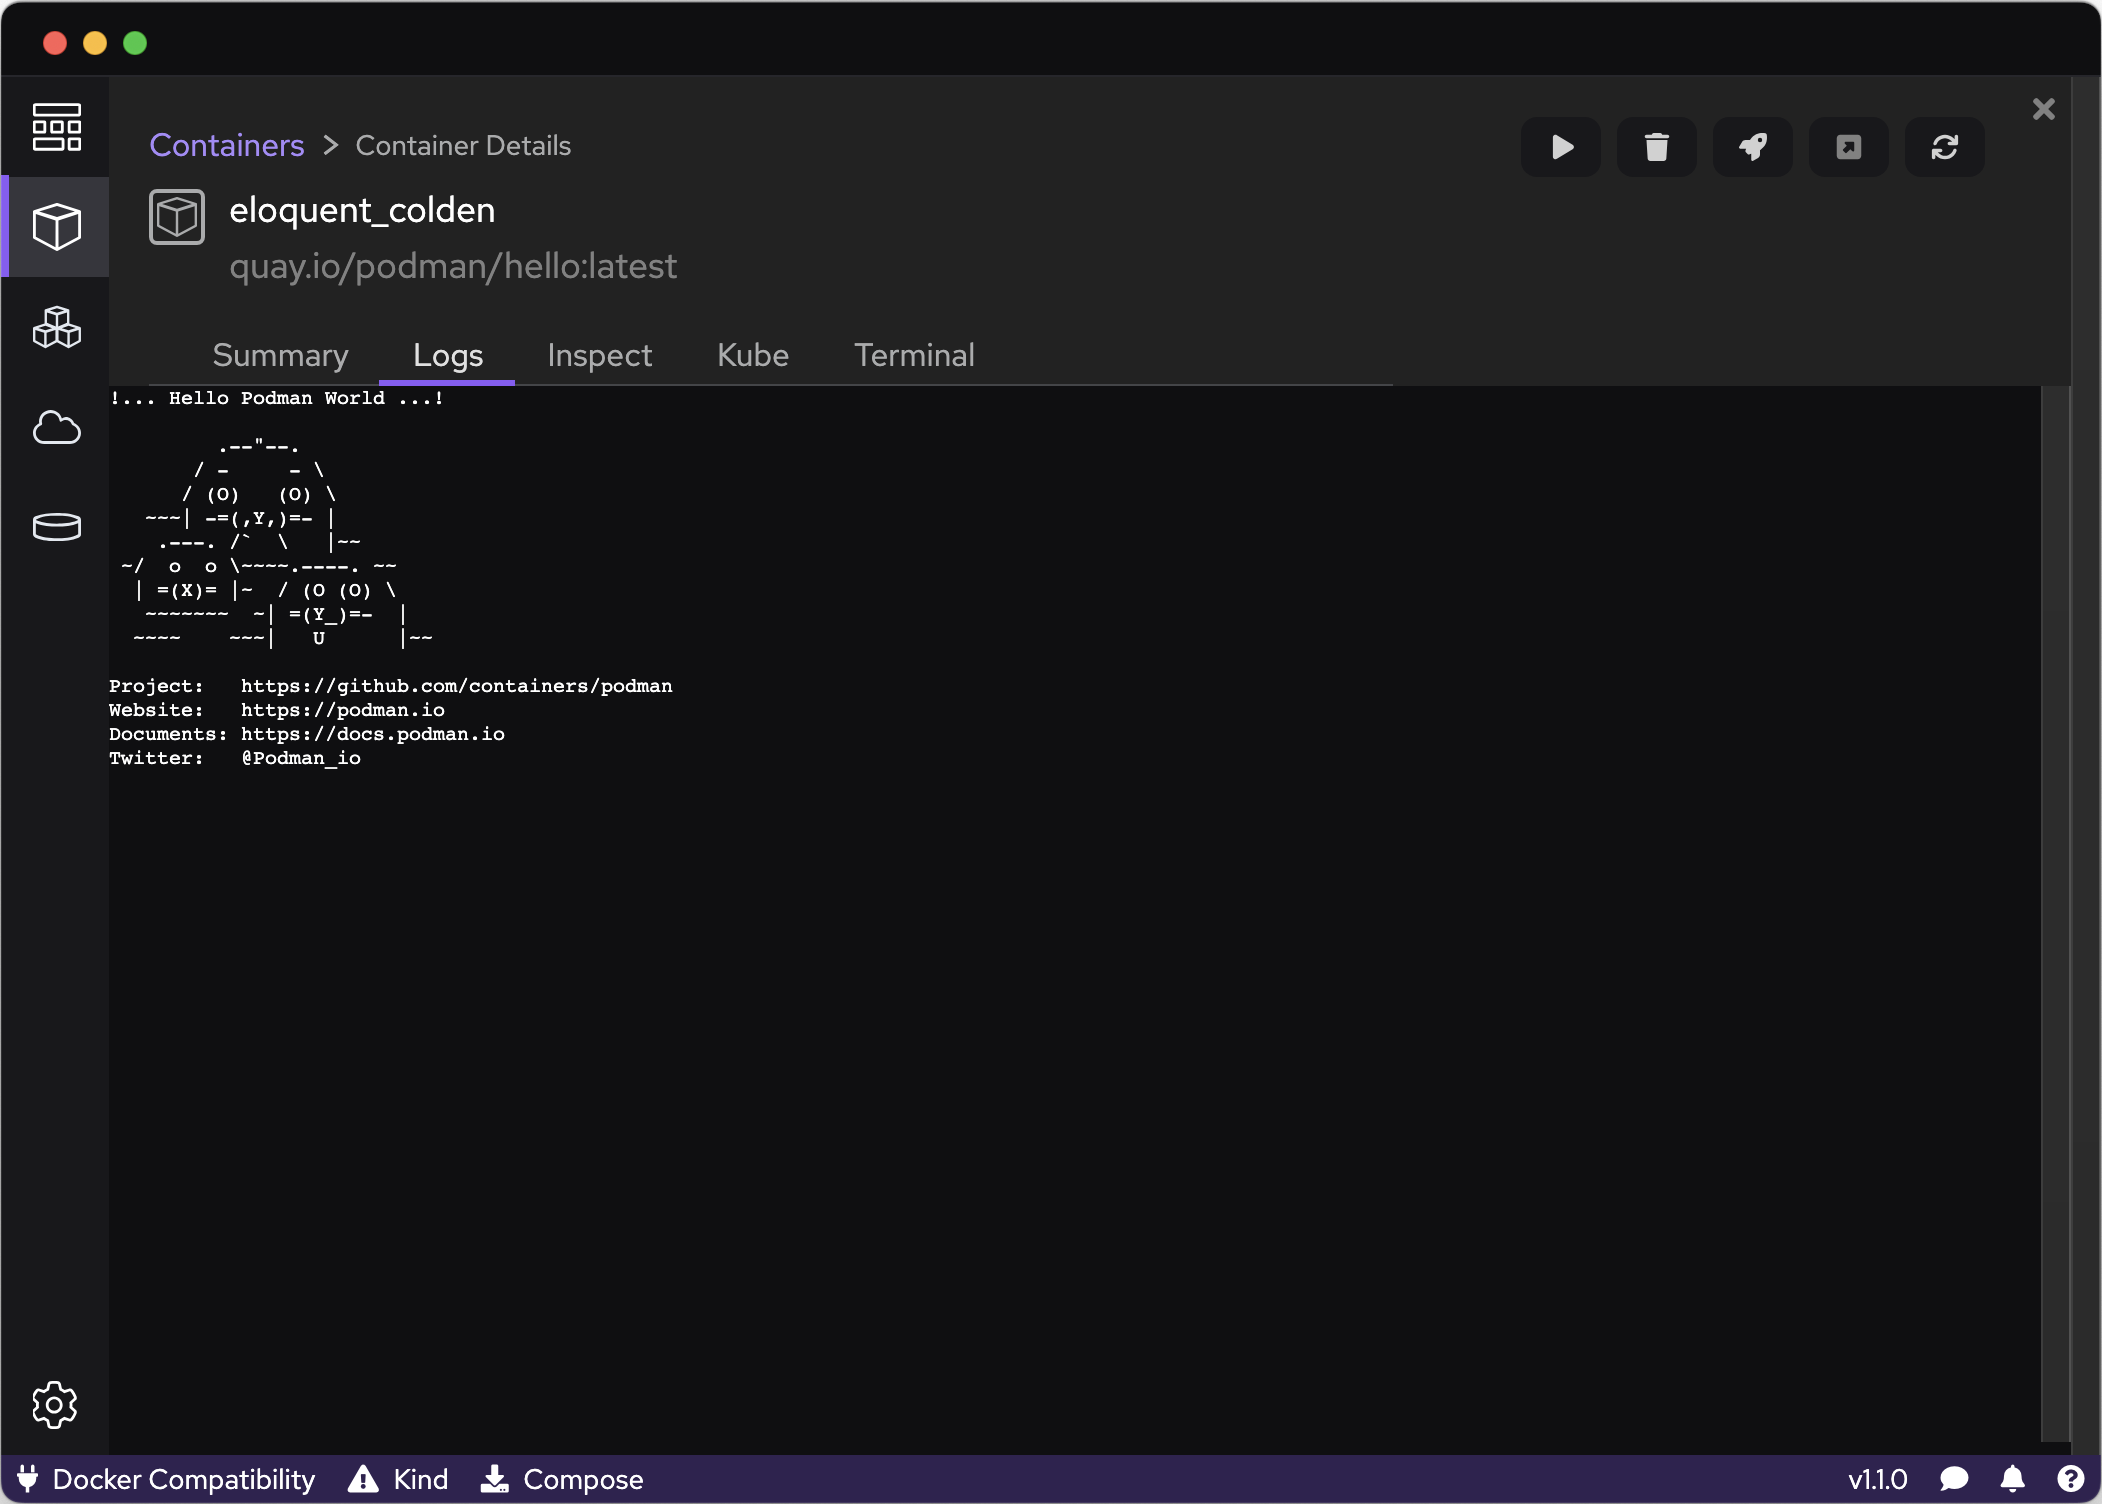 Containers > Container Details
eloquent_colden
quay.io/podman/hello:latest
Summary Logs Inspect Kube Terminal
!... Hello Podman World ...!
         .--"--.
       / -     - \
      / (O)   (O) \
   ~~~| -=(,Y,)=- |
    .---. /`  \   |~~
 ~/  o  o \~~~~.----. ~~
  | =(X)= |~  / (O (O) \
   ~~~~~~~  ~| =(Y_)=-  |
  ~~~~    ~~~|   U      |~~
Project:   https://github.com/containers/podman
Website:   https://podman.io
Documents: https://docs.podman.io
Twitter:   @Podman_io
Docker Compatibility Kind Compose v1.1.0